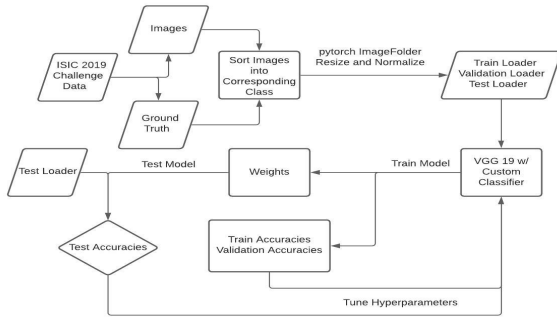 Images
ISIC 2019
Challenge
Data
Ground
Truth
Sort Images
into
Corresponding
Class
pytorch ImageFolder
Resize and Normalize
Train Loader
Validation Loader
Test Loader
VGG 19 w/
Custom
Classifier
Train Model
Weights
Test Model
Test Loader
Test Accuracies
Train Accuracies
Validation Accuracies
Tune Hyperparameters